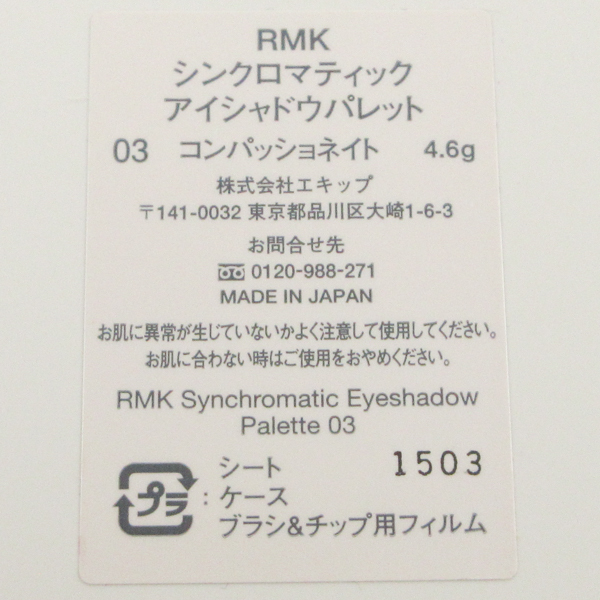 RMK
シンクロマティック
アイシャドウパレット
03 コンパッショネイト 4.6g
株式会社エキップ
〒141-0032 東京都品川区大崎1-6-3
お問合せ先
0120-988-271
MADE IN JAPAN
お肌に異常が生じていないかよく注意して使用してください。
お肌に合わない時はご使用をおやめください。
RMK Synchromatic Eyeshadow
Palette 03
シート 1503
プラ : ケース
ブラシ&チップ用フィルム